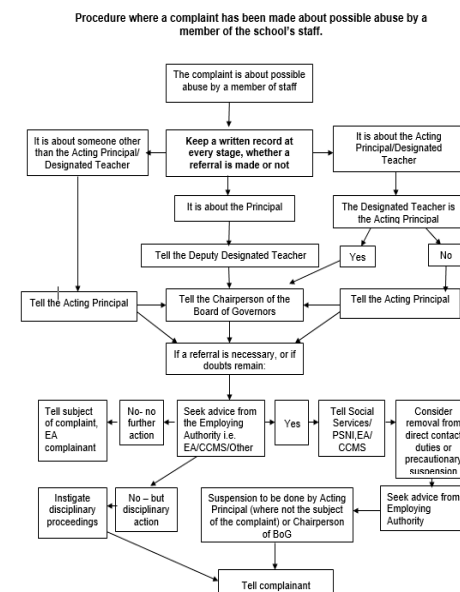 Procedure where a complaint has been made about possible abuse by a
member of the school's staff.
The complaint is about possible
abuse by a member of staff
It is about someone other
than the Acting Principal/
Designated Teacher
Keep a written record at
every stage, whether a
referral is made or not
It is about the Acting
Principal/Designated
Teacher
It is about the Principal
The Designated Teacher is
the Acting Principal
Tell the Deputy Designated Teacher
Yes
No
Tell the Acting Principal
Tell the Chairperson of the
Board of Governors
Tell the Acting Principal
If a referral is necessary, or if
doubts remain:
Tell subject
of complaint,
EA
complainant
No- no
further
action
Seek advice from
the Employing
Authority i.e.
EA/CCMS/Other
Yes
Tell Social
Services/
PSNI,EA/
CCMS
Consider
removal from
direct contact
duties or
precautionary
suspension
Instigate
disciplinary
proceedings
No – but
disciplinary
action
Suspension to be done by Acting
Principal (where not the subject
of the complaint) or Chairperson
of BoG
Seek advice from
Employing
Authority
Tell complainant